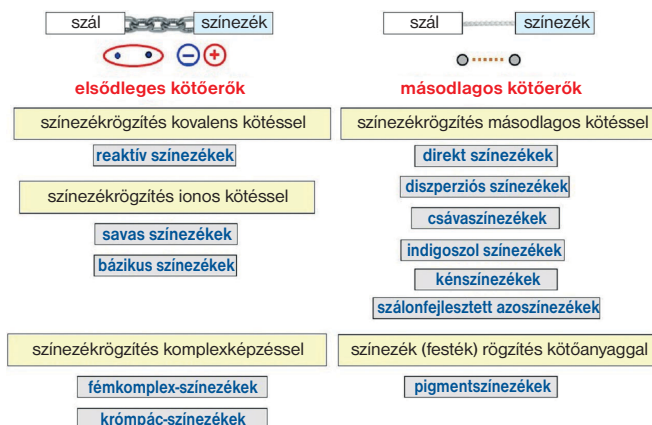 szál
színezék
elsődleges kötőerők
színezékrögzítés kovalens kötéssel
reaktív színezékek
színezékrögzítés ionos kötéssel
savas színezékek
bázikus színezékek
színezékrögzítés komplexképzéssel
fémkomplex-színezékek
krómpác-színezékek
szál
színezék
másodlagos kötőerők
színezékrögzítés másodlagos kötéssel
direkt színezékek
diszperziós színezékek
csávaszínezékek
indigoszol színezékek
kénszínezékek
szálonfejlesztett azoszínezékek
színezék (festék) rögzítés kötőanyaggal
pigmentszínezékek